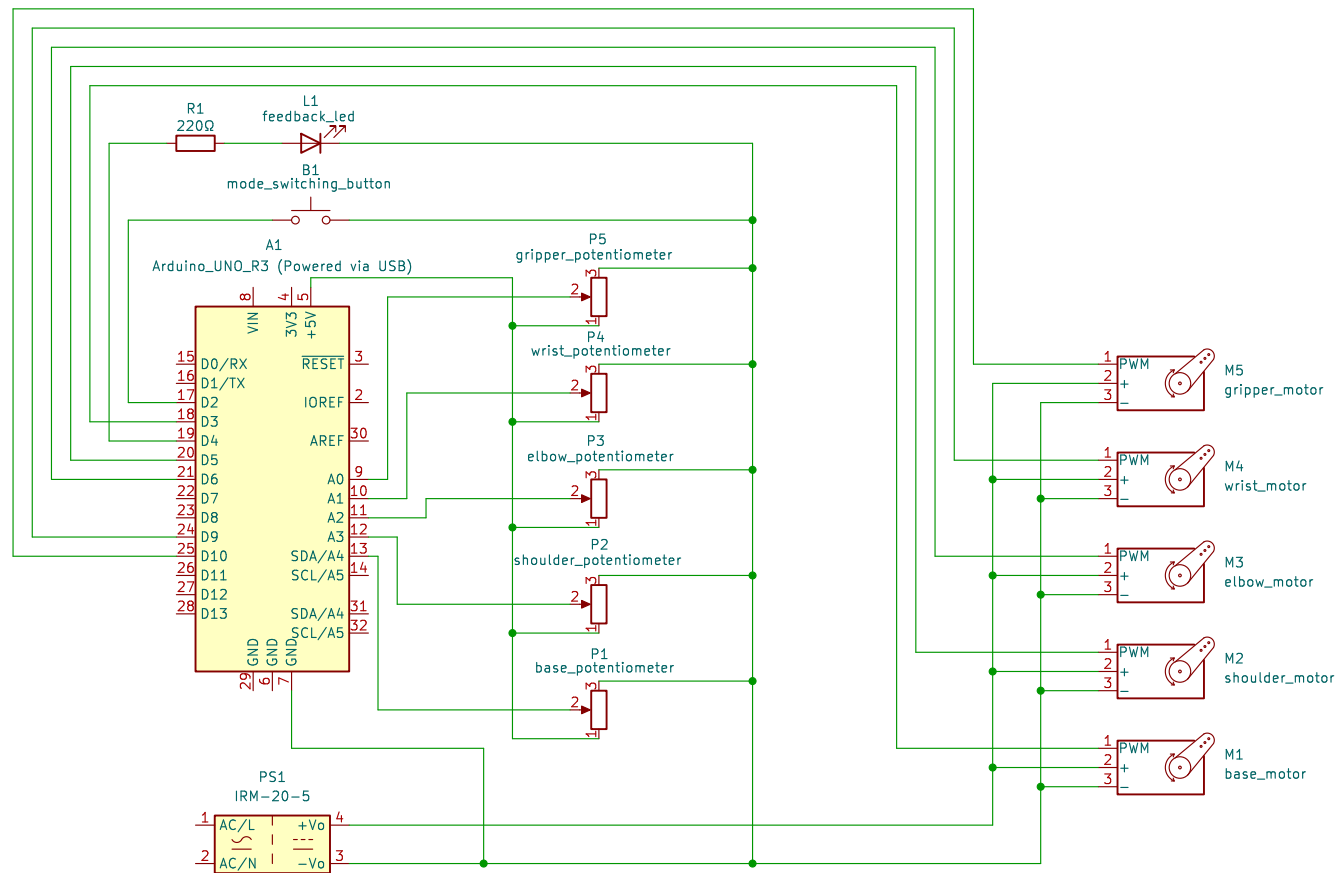 R1
220Ω
L1
feedback_led
B1
mode_switching_button
A1
Arduino_UNO_R3 (Powered via USB)
8
4
5
VIN
3V3
+5V
15 D0/RX
16 D1/TX
17 D2
18 D3
19 D4
20 D5
21 D6
22 D7
23 D8
24 D9
25 D10
26 D11
27 D12
28 D13
RESET 3
IOREF 2
AREF 30
A0 9
A1 10
A2 11
A3 12
SDA/A4 13
SCL/A5 14
SDA/A4 31
SCL/A5 32
GND
GND
GND
29
6
7
P5
gripper_potentiometer
3
2
1
P4
wrist_potentiometer
3
2
1
P3
elbow_potentiometer
3
2
1
P2
shoulder_potentiometer
3
2
1
P1
base_potentiometer
3
2
1
1 PWM
2 +
3 −
M5
gripper_motor
1 PWM
2 +
3 −
M4
wrist_motor
1 PWM
2 +
3 −
M3
elbow_motor
1 PWM
2 +
3 −
M2
shoulder_motor
1 PWM
2 +
3 −
M1
base_motor
PS1
IRM-20-5
1 AC/L +Vo 4
2 AC/N −Vo 3